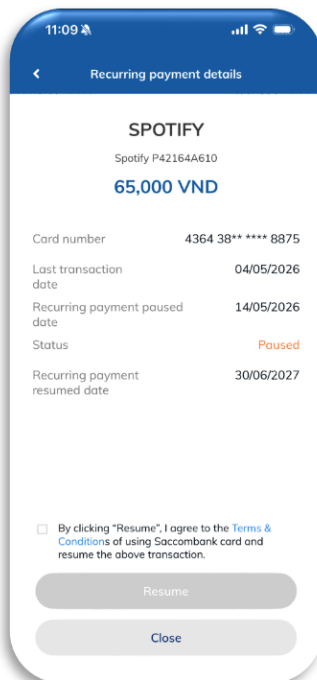 11:09
Recurring payment details
SPOTIFY
Spotify P42164A610
65,000 VND
Card number 4364 38** **** 8875
Last transaction date 04/05/2026
Recurring payment paused date 14/05/2026
Status Paused
Recurring payment resumed date 30/06/2027
By clicking “Resume”, I agree to the Terms &
Conditions of using Saccombank card and
resume the above transaction.
Resume
Close